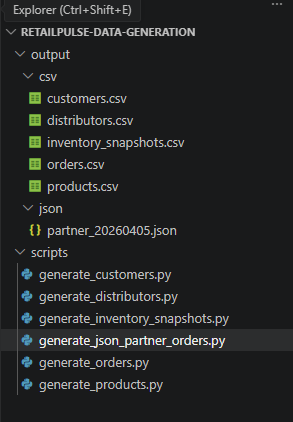 Explorer (Ctrl+Shift+E)
RETAILPULSE-DATA-GENERATION
output
csv
customers.csv
distributors.csv
inventory_snapshots.csv
orders.csv
products.csv
json
{} partner_20260405.json
scripts
generate_customers.py
generate_distributors.py
generate_inventory_snapshots.py
generate_json_partner_orders.py
generate_orders.py
generate_products.py